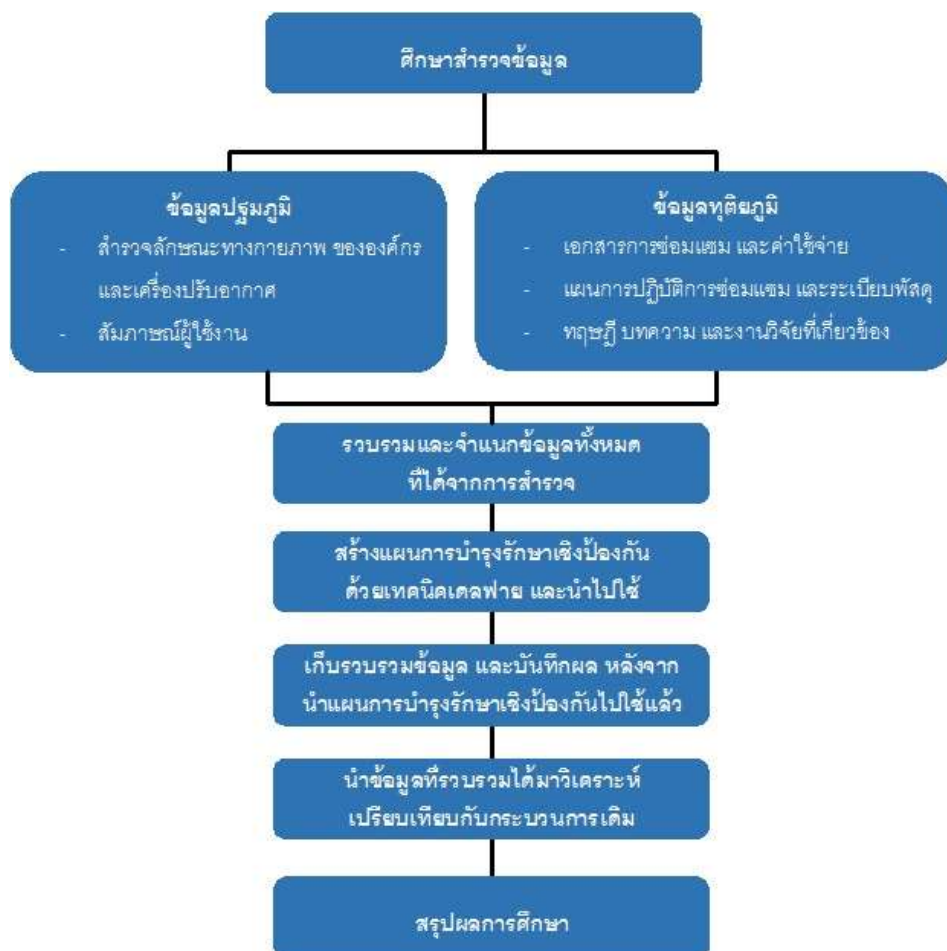 ศึกษาสำรวจข้อมูล
ข้อมูลปฐมภูมิ
- สำรวจลักษณะทางกายภาพ ขององค์กร
และเครื่องปรับอากาศ
- สัมภาษณ์ผู้ใช้งาน
ข้อมูลทุติยภูมิ
- เอกสารการซ่อมแซม และค่าใช้จ่าย
- แผนการปฏิบัติการซ่อมแซม และระเบียบพัสดุ
- ทฤษฎี บทความ และงานวิจัยที่เกี่ยวข้อง
รวบรวมและจำแนกข้อมูลทั้งหมด
ที่ได้จากการสำรวจ
สร้างแผนการบำรุงรักษาเชิงป้องกัน
ด้วยเทคนิคเดลฟาย และนำไปใช้
เก็บรวบรวมข้อมูล และบันทึกผล หลังจาก
นำแผนการบำรุงรักษาเชิงป้องกันไปใช้แล้ว
นำข้อมูลที่รวบรวมได้มาวิเคราะห์
เปรียบเทียบกับกระบวนการเดิม
สรุปผลการศึกษา